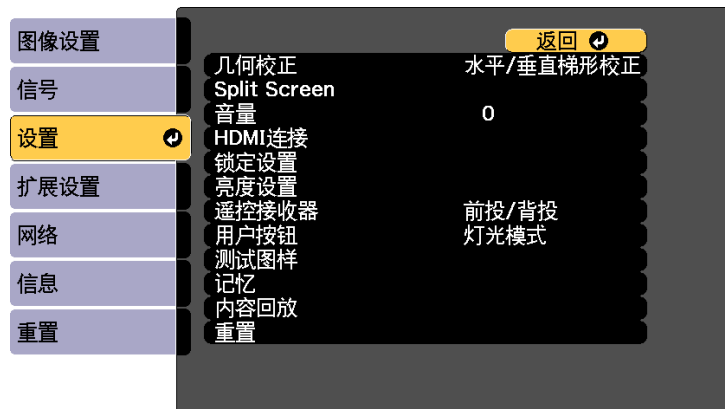 图像设置
信号
设置
扩展设置
网络
信息
重置
返回
几何校正 水平/垂直梯形校正
Split Screen
音量 0
HDMI连接
锁定设置
亮度设置
遥控接收器 前投/背投
用户按钮 灯光模式
测试图样
记忆
内容回放
重置